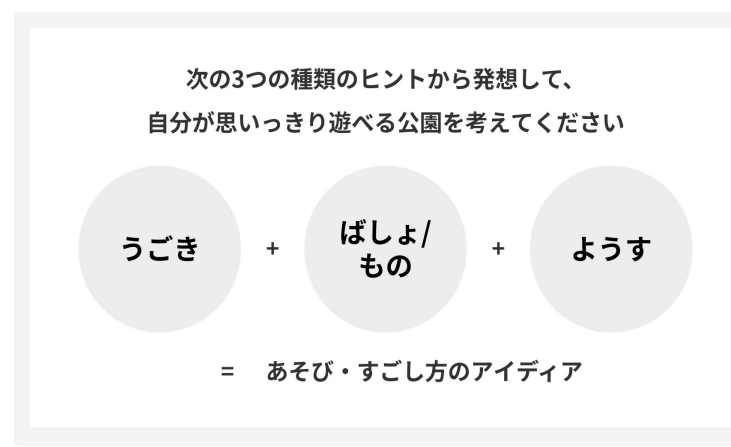 次の3つの種類のヒントから発想して、
自分が思いっきり遊べる公園を考えてください
うごき + ばしょ/ + ようす
もの
= あそび・すごし方のアイディア